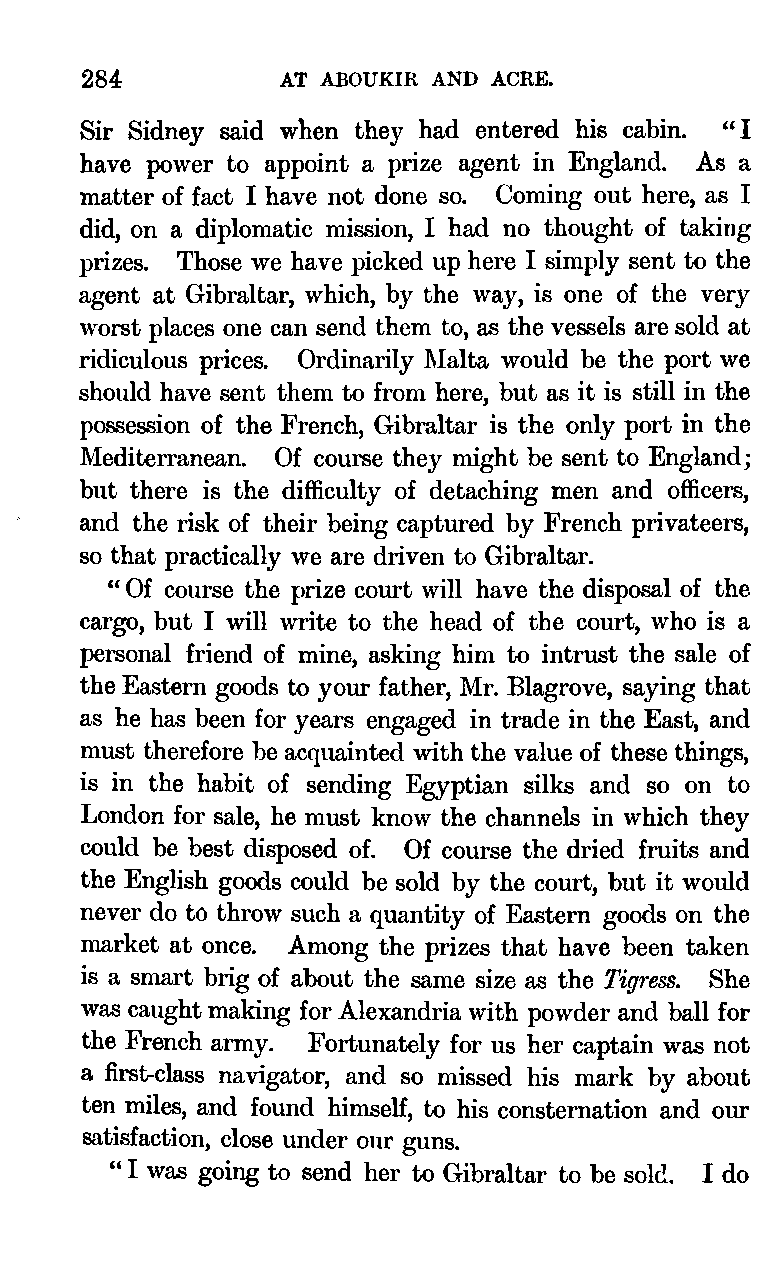 284 AT ABOUKIR AND ACRE.
Sir Sidney said when they had entered his cabin. "I
have power to appoint a prize agent in England. As a
matter of fact I have not done so. Coming out here, as I
did, on a diplomatic mission, I had no thought of taking
prizes. Those we have picked up here I simply sent to the
agent at Gibraltar, which, by the way, is one of the very
worst places one can send them to, as the vessels are sold at
ridiculous prices. Ordinarily Malta would be the port we
should have sent them to from here, but as it is still in the
possession of the French, Gibraltar is the only port in the
Mediterranean. Of course they might be sent to England;
but there is the difficulty of detaching men and officers,
and the risk of their being captured by French privateers,
so that practically we are driven to Gibraltar.
"Of course the prize court will have the disposal of the
cargo, but I will write to the head of the court, who is a
personal friend of mine, asking him to intrust the sale of
the Eastern goods to your father, Mr. Blagrove, saying that
as he has been for years engaged in trade in the East, and
must therefore be acquainted with the value of these things,
is in the habit of sending Egyptian silks and so on to
London for sale, he must know the channels in which they
could be best disposed of. Of course the dried fruits and
the English goods could be sold by the court, but it would
never do to throw such a quantity of Eastern goods on the
market at once. Among the prizes that have been taken
is a smart brig of about the same size as the Tigress. She
was caught making for Alexandria with powder and ball for
the French army. Fortunately for us her captain was not
a first-class navigator, and so missed his mark by about
ten miles, and found himself, to his consternation and our
satisfaction, close under our guns.
"I was going to send her to Gibraltar to be sold. I do